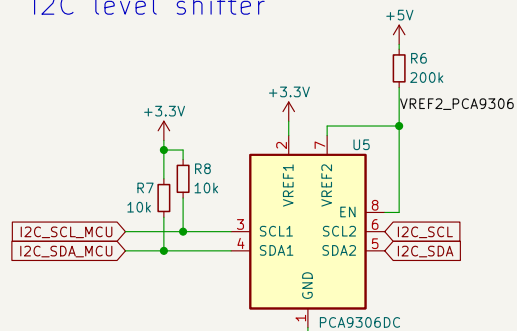 I2C level shifter
+5V
R6
200k
VREF2_PCA9306
+3.3V
+3.3V
2
7
U5
R8
10k
R7
10k
VREF1
VREF2
EN
8
I2C_SCL_MCU
3
SCL1
SCL2
6
I2C_SCL
I2C_SDA_MCU
4
SDA1
SDA2
5
I2C_SDA
GND
1
PCA9306DC